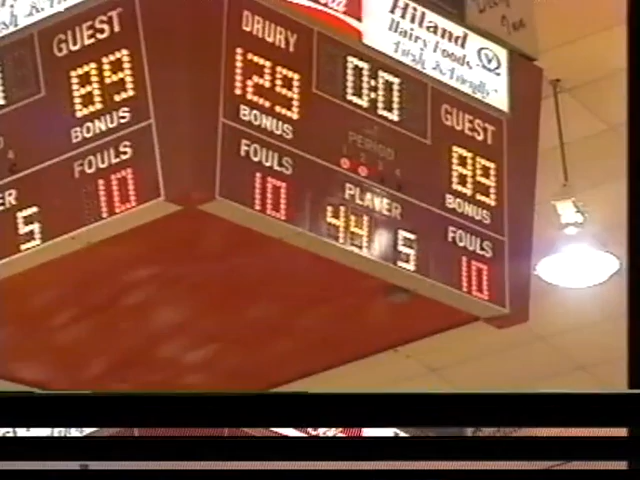 GUEST
89
BONUS
FOULS
10
5
DRURY
129
BONUS
FOULS
10
0:0
PERIOD
PLAYER
44 5
Hiland
Dairy Foods
GUEST
89
BONUS
FOULS
10